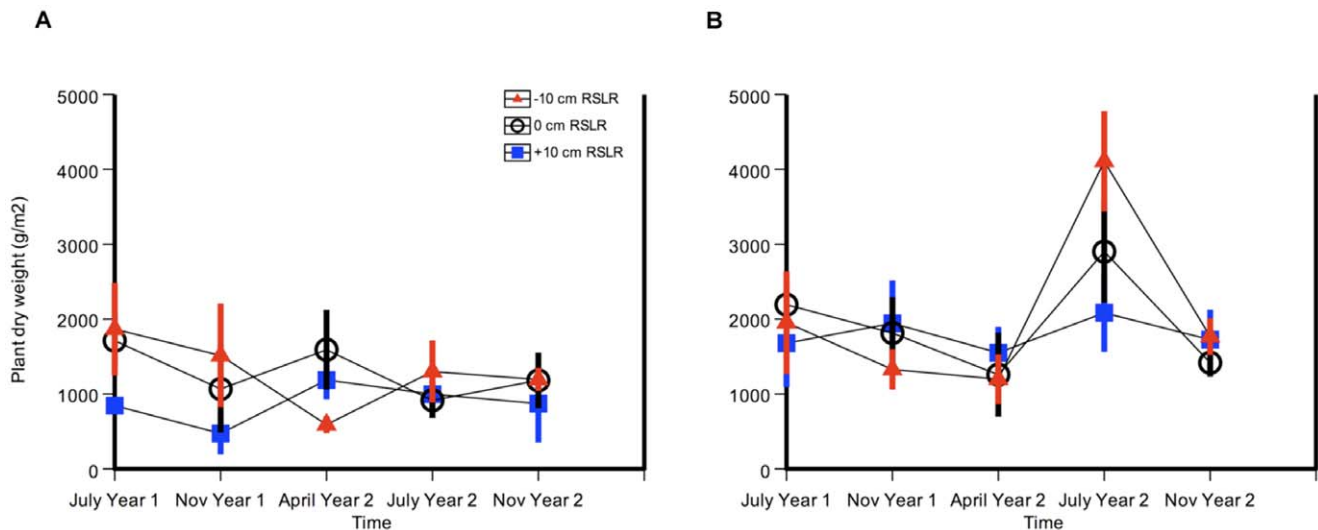 A
B
5000
4000
3000
2000
1000
0
Plant dry weight (g/m2)
-10 cm RSLR
0 cm RSLR
+10 cm RSLR
July Year 1 Nov Year 1 April Year 2 July Year 2 Nov Year 2
Time
5000
4000
3000
2000
1000
0
July Year 1 Nov Year 1 April Year 2 July Year 2 Nov Year 2
Time